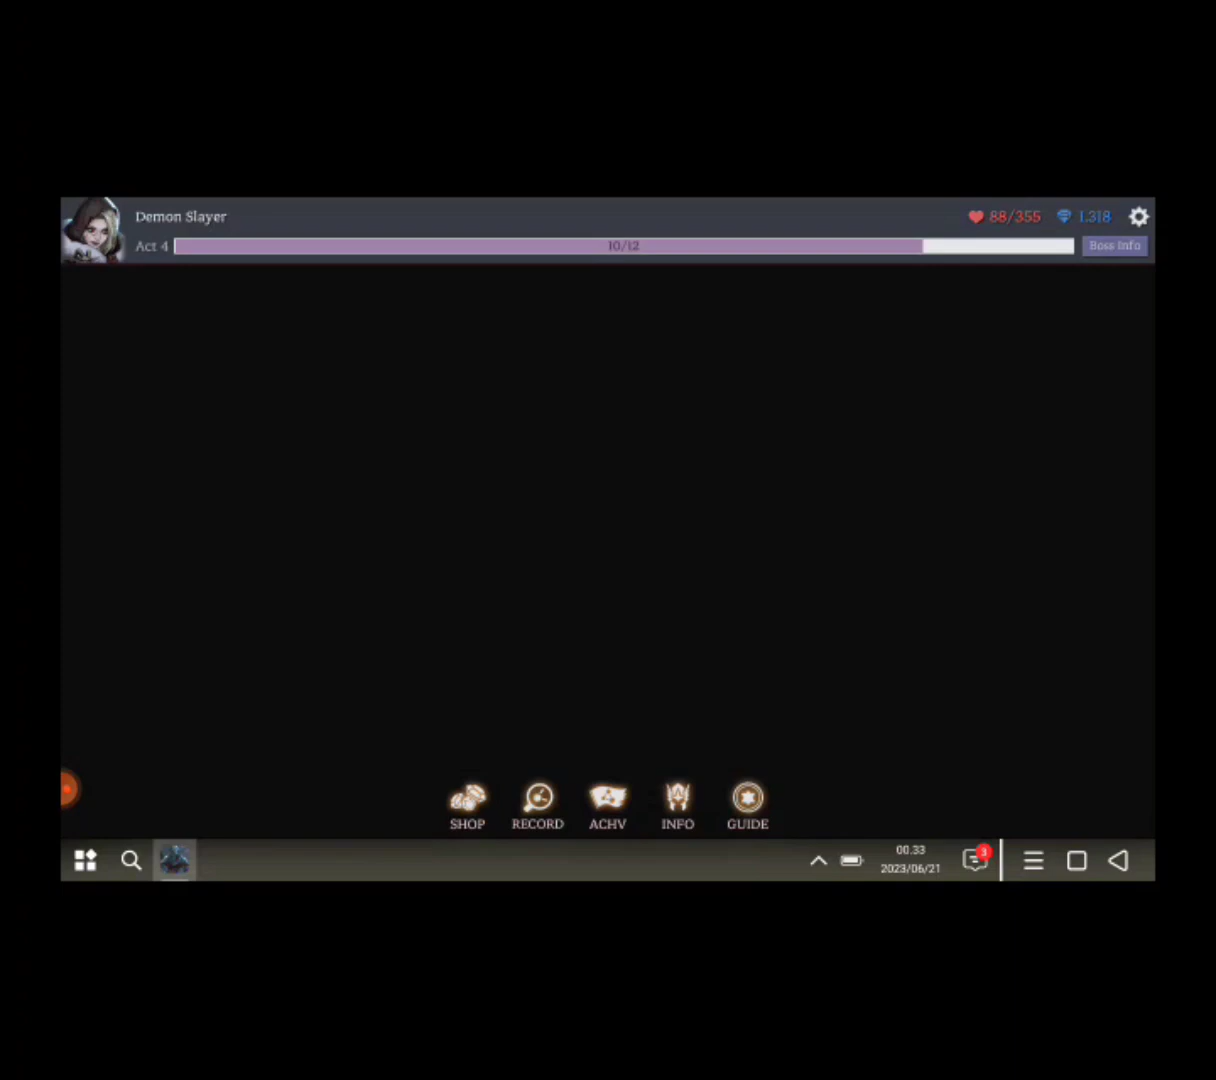 Demon Slayer
88/355
1,318
Act 4
10/12
Boss Info
SHOP
RECORD
ACHV
INFO
GUIDE
00.33
2023/06/21
3